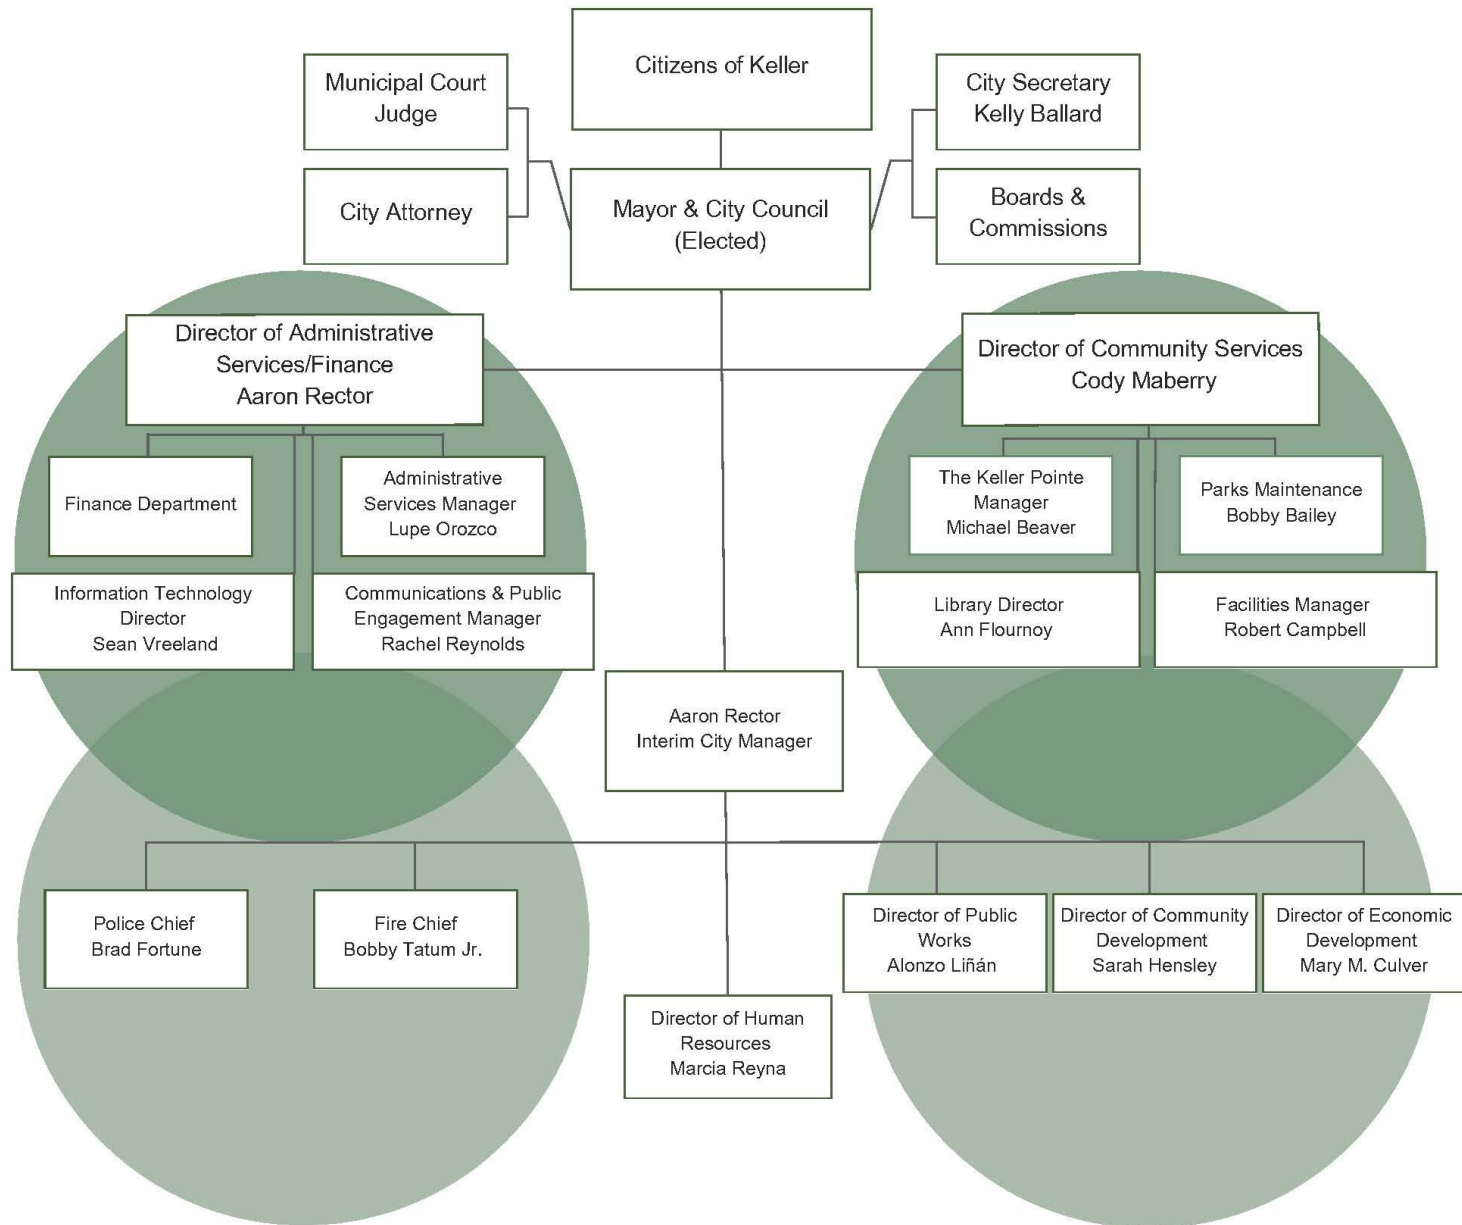 Citizens of Keller
Municipal Court
Judge
City Secretary
Kelly Ballard
City Attorney
Mayor & City Council
(Elected)
Boards &
Commissions
Director of Administrative
Services/Finance
Aaron Rector
Director of Community Services
Cody Maberry
Finance Department
Administrative
Services Manager
Lupe Orozco
The Keller Pointe
Manager
Michael Beaver
Parks Maintenance
Bobby Bailey
Information Technology
Director
Sean Vreeland
Communications & Public
Engagement Manager
Rachel Reynolds
Library Director
Ann Flournoy
Facilities Manager
Robert Campbell
Aaron Rector
Interim City Manager
Police Chief
Brad Fortune
Fire Chief
Bobby Tatum Jr.
Director of Public
Works
Alonzo Liñán
Director of Community
Development
Sarah Hensley
Director of Economic
Development
Mary M. Culver
Director of Human
Resources
Marcia Reyna